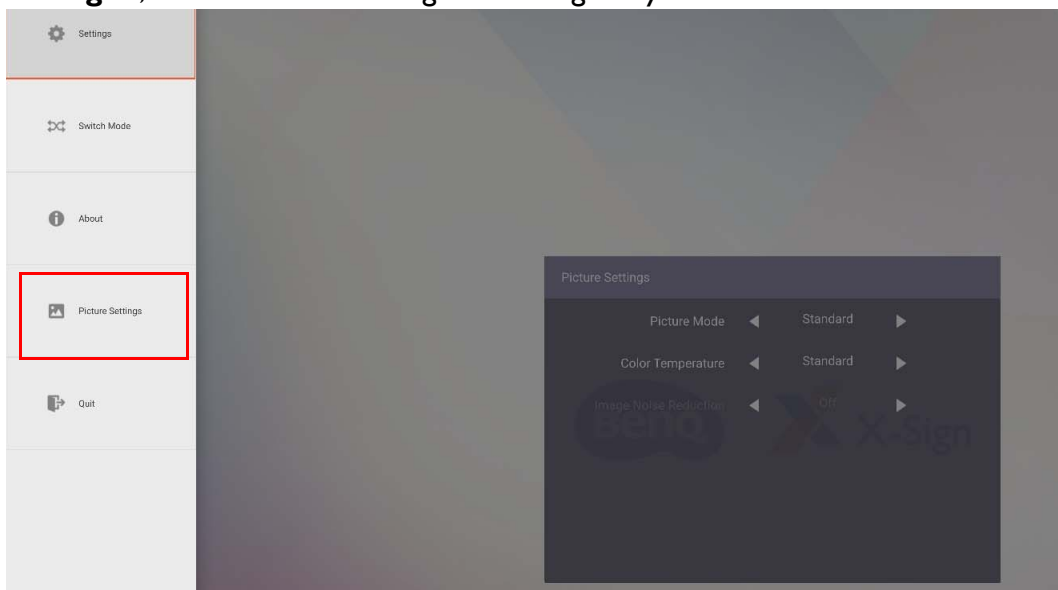 Settings
Switch Mode
About
Picture Settings
Quit
Picture Settings
Picture Mode Standard
Color Temperature Standard
Image Noise Reduction Off
BenQ X-Sign